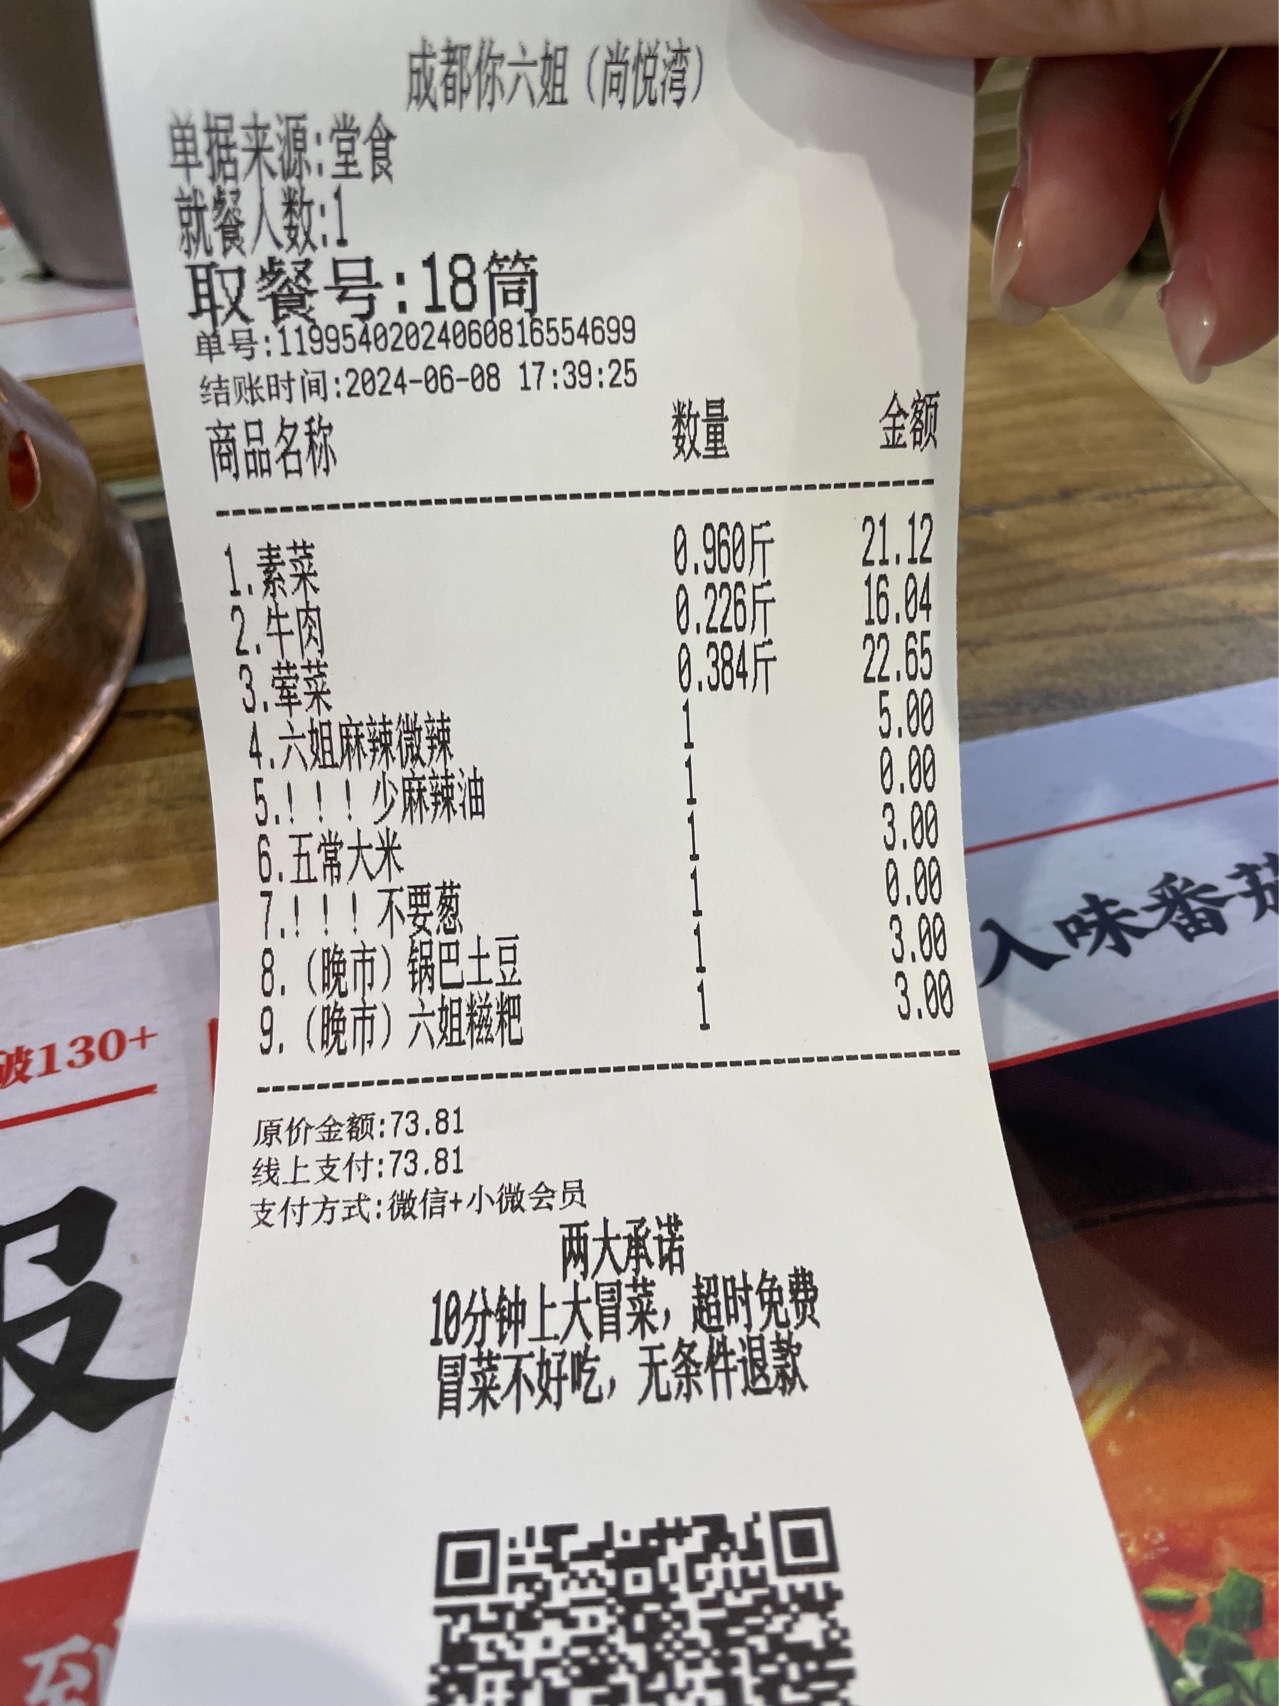 成都你六姐（尚悦湾）
单据来源:堂食
就餐人数:1
取餐号:18筒
单号:11995402024060816554699
结账时间:2024-06-08 17:39:25
商品名称 数量 金额
1.素菜 0.960斤 21.12
2.牛肉 0.226斤 16.04
3.荤菜 0.384斤 22.65
4.六姐麻辣微辣 1 5.00
5.！！！少麻辣油 1 0.00
6.五常大米 1 3.00
7.！！！不要葱 1 0.00
8.（晚市）锅巴土豆 1 3.00
9.（晚市）六姐糍粑 1 3.00
原价金额:73.81
线上支付:73.81
支付方式:微信+小微会员
两大承诺
10分钟上大冒菜，超时免费
冒菜不好吃，无条件退款
入味番茄
破130+